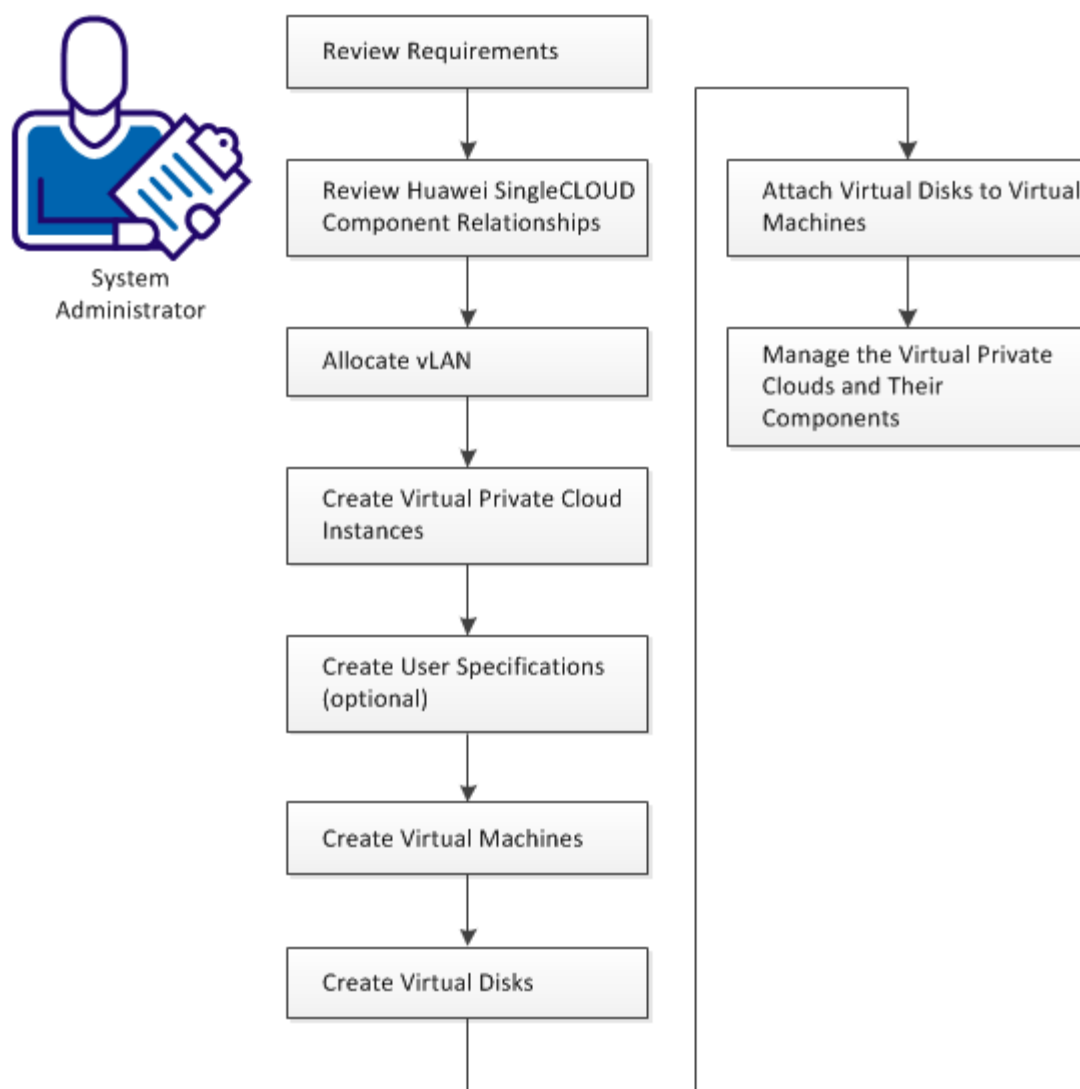 System
Administrator
Review Requirements
Review Huawei SingleCLOUD
Component Relationships
Allocate vLAN
Create Virtual Private Cloud
Instances
Create User Specifications
(optional)
Create Virtual Machines
Create Virtual Disks
Attach Virtual Disks to Virtual
Machines
Manage the Virtual Private
Clouds and Their
Components